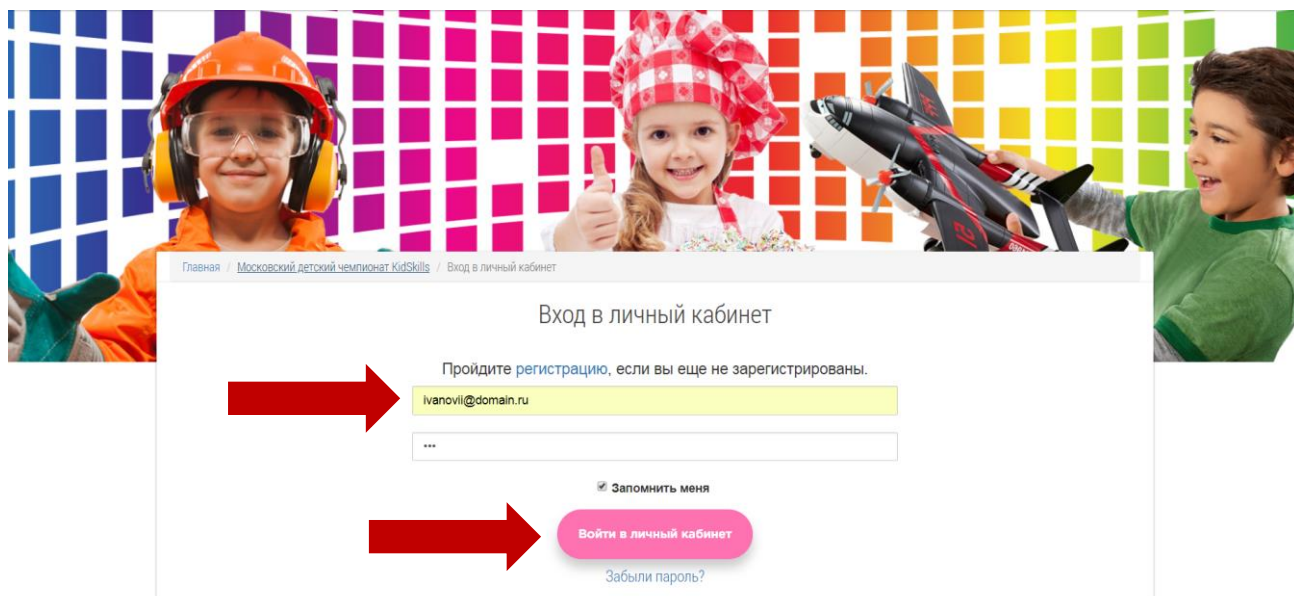 Главная / Московский детский чемпионат KidSkills / Вход в личный кабинет
Вход в личный кабинет
Пройдите регистрацию, если вы еще не зарегистрированы.
ivanovii@domain.ru
***
Запомнить меня
Войти в личный кабинет
Забыли пароль?